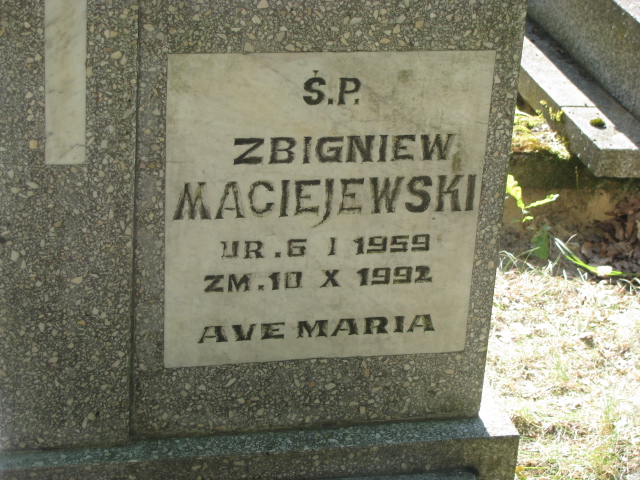 Ś.P.
ZBIGNIEW
MACIEJEWSKI
UR. 6 I 1959
ZM. 10 X 1992
AVE MARIA